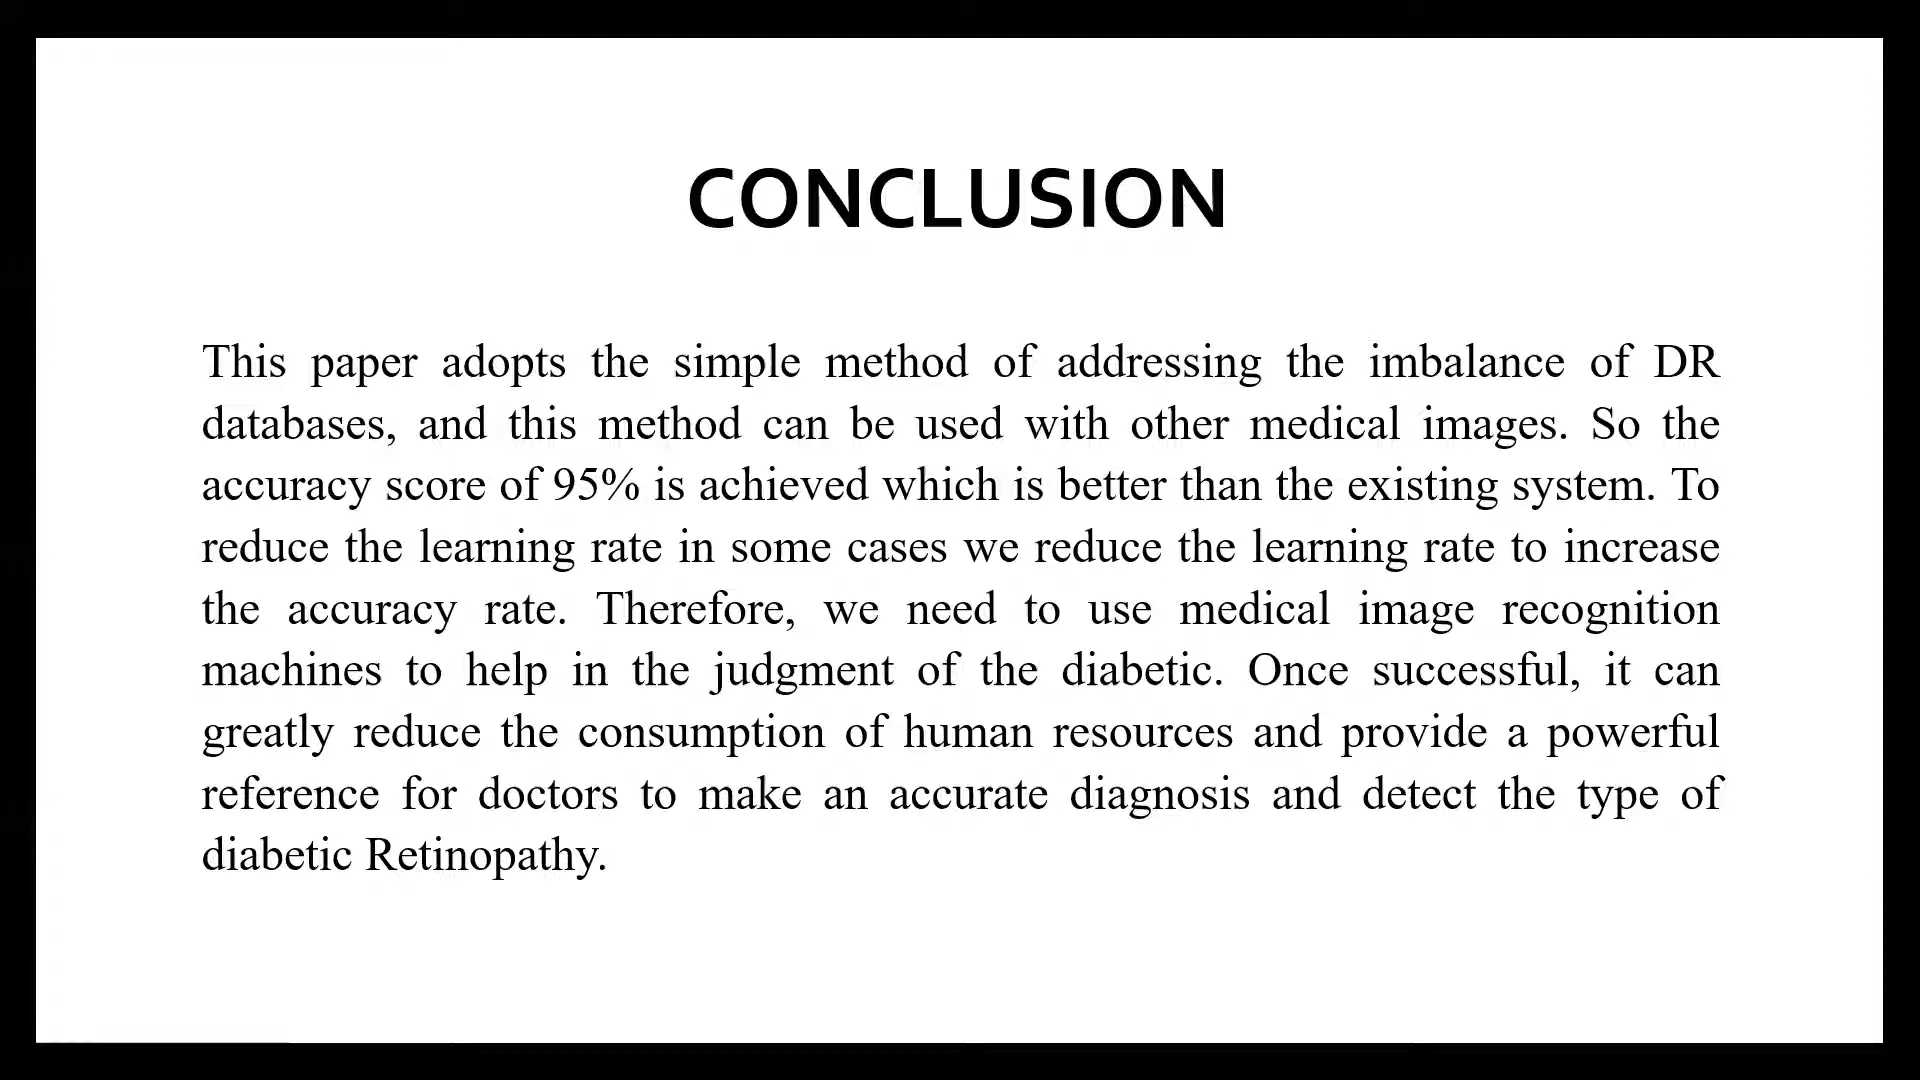 CONCLUSION
This paper adopts the simple method of addressing the imbalance of DR
databases, and this method can be used with other medical images. So the
accuracy score of 95% is achieved which is better than the existing system. To
reduce the learning rate in some cases we reduce the learning rate to increase
the accuracy rate. Therefore, we need to use medical image recognition
machines to help in the judgment of the diabetic. Once successful, it can
greatly reduce the consumption of human resources and provide a powerful
reference for doctors to make an accurate diagnosis and detect the type of
diabetic Retinopathy.